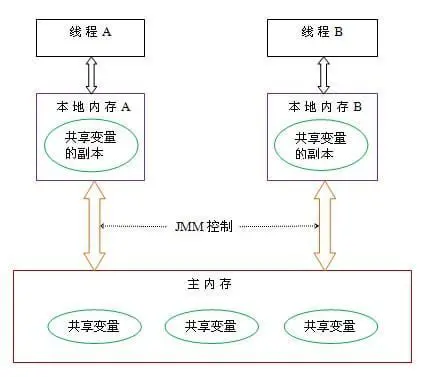 线程 A
线程 B
本地内存 A
本地内存 B
共享变量
的副本
共享变量
的副本
JMM 控制
主内存
共享变量
共享变量
共享变量